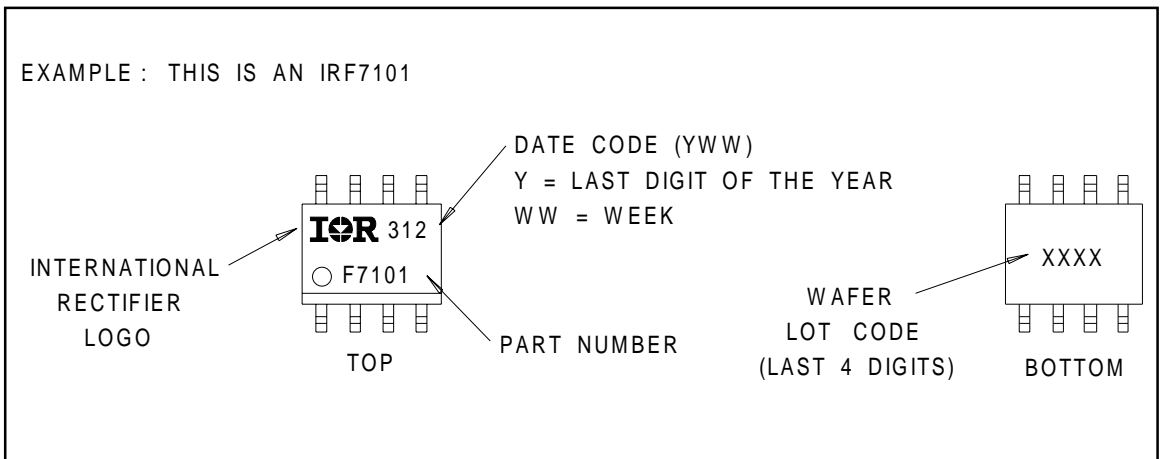 EXAMPLE : THIS IS AN IRF7101
DATE CODE (YWW)
Y = LAST DIGIT OF THE YEAR
WW = WEEK
IOR 312
F7101
INTERNATIONAL
RECTIFIER
LOGO
PART NUMBER
TOP
XXXX
WAFER
LOT CODE
(LAST 4 DIGITS)
BOTTOM